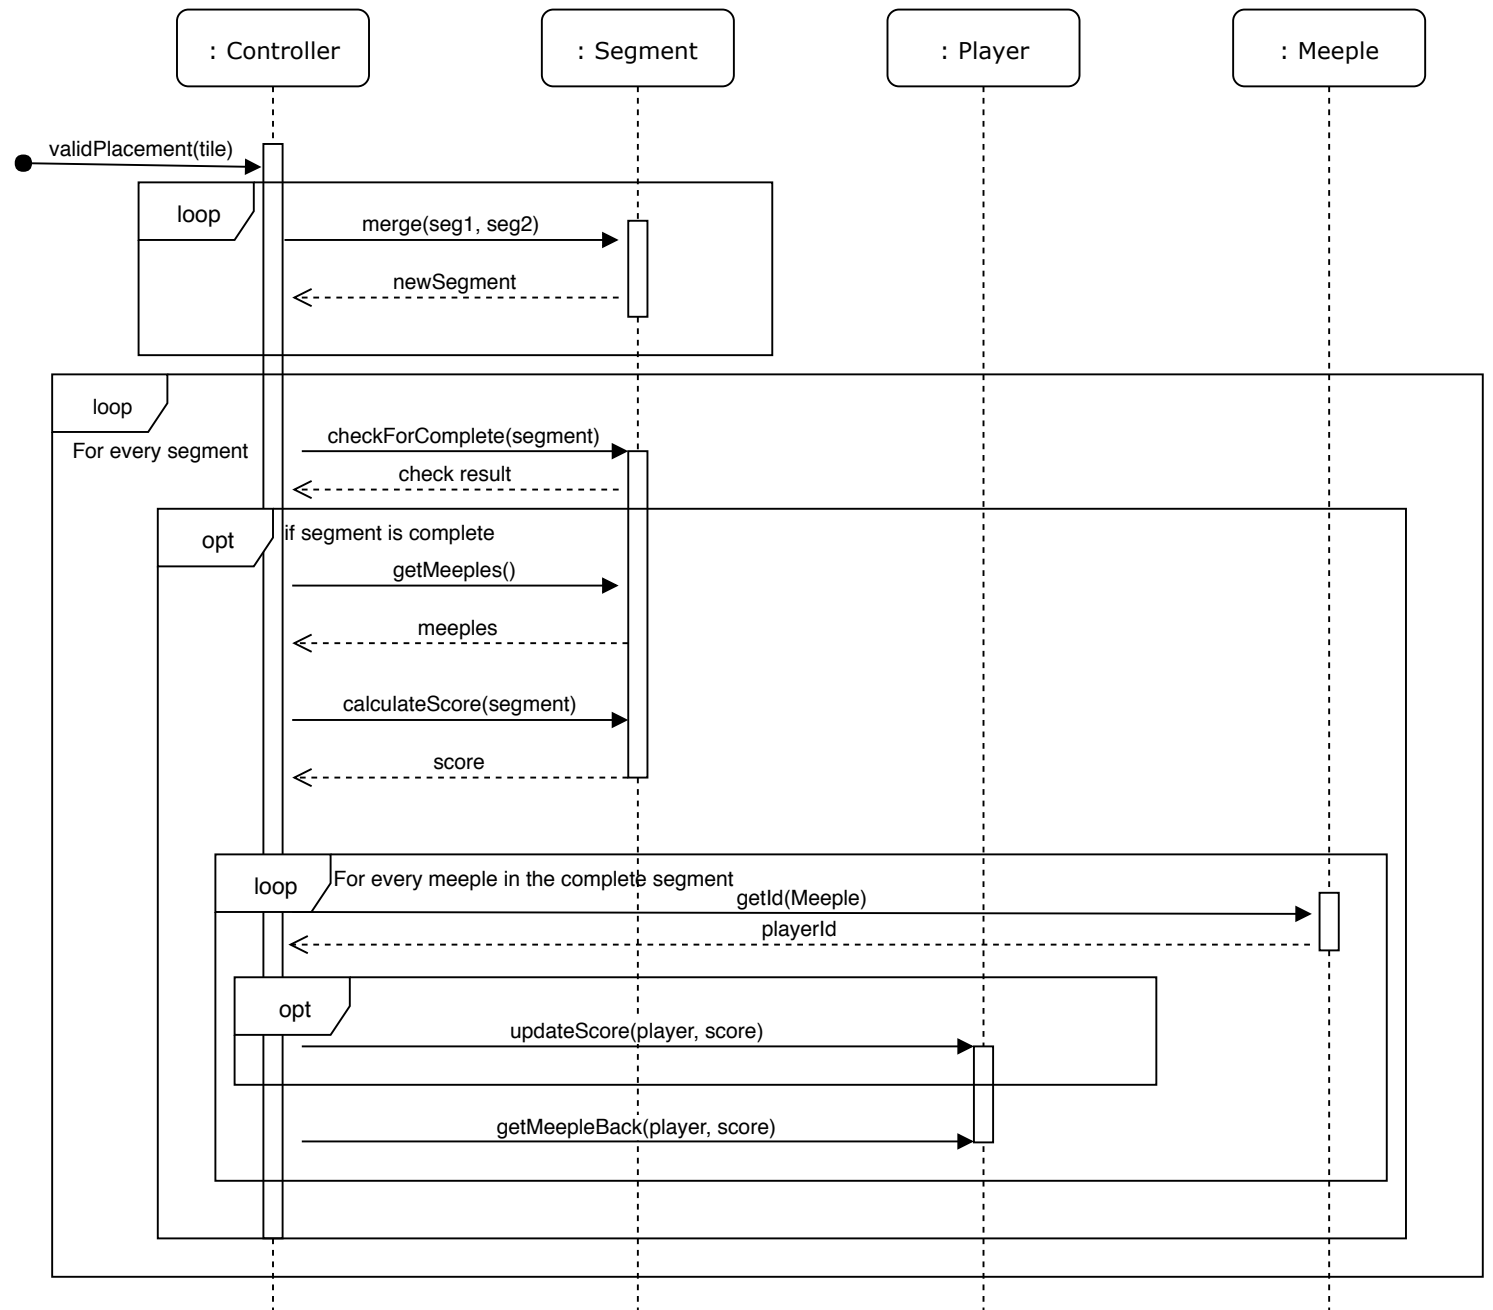 : Controller
: Segment
: Player
: Meeple
validPlacement(tile)
loop
merge(seg1, seg2)
newSegment
loop
For every segment
checkForComplete(segment)
check result
opt
if segment is complete
getMeeples()
meeples
calculateScore(segment)
score
loop
For every meeple in the complete segment
getId(Meeple)
playerId
opt
updateScore(player, score)
getMeepleBack(player, score)